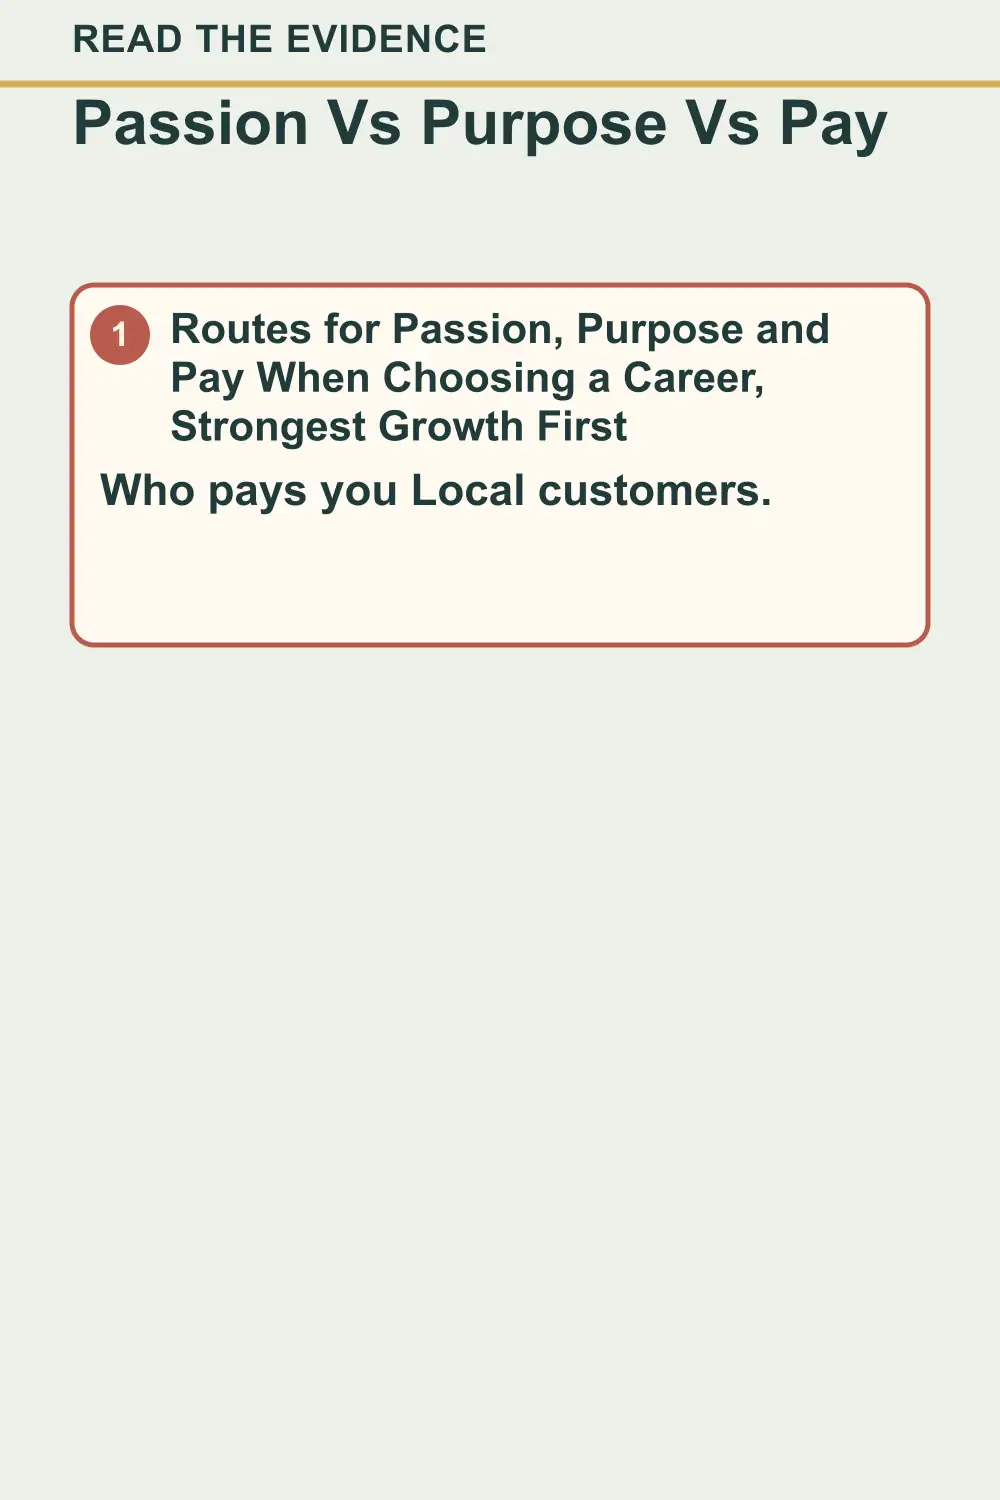 READ THE EVIDENCE
Passion Vs Purpose Vs Pay
1
Routes for Passion, Purpose and
Pay When Choosing a Career,
Strongest Growth First
Who pays you Local customers.